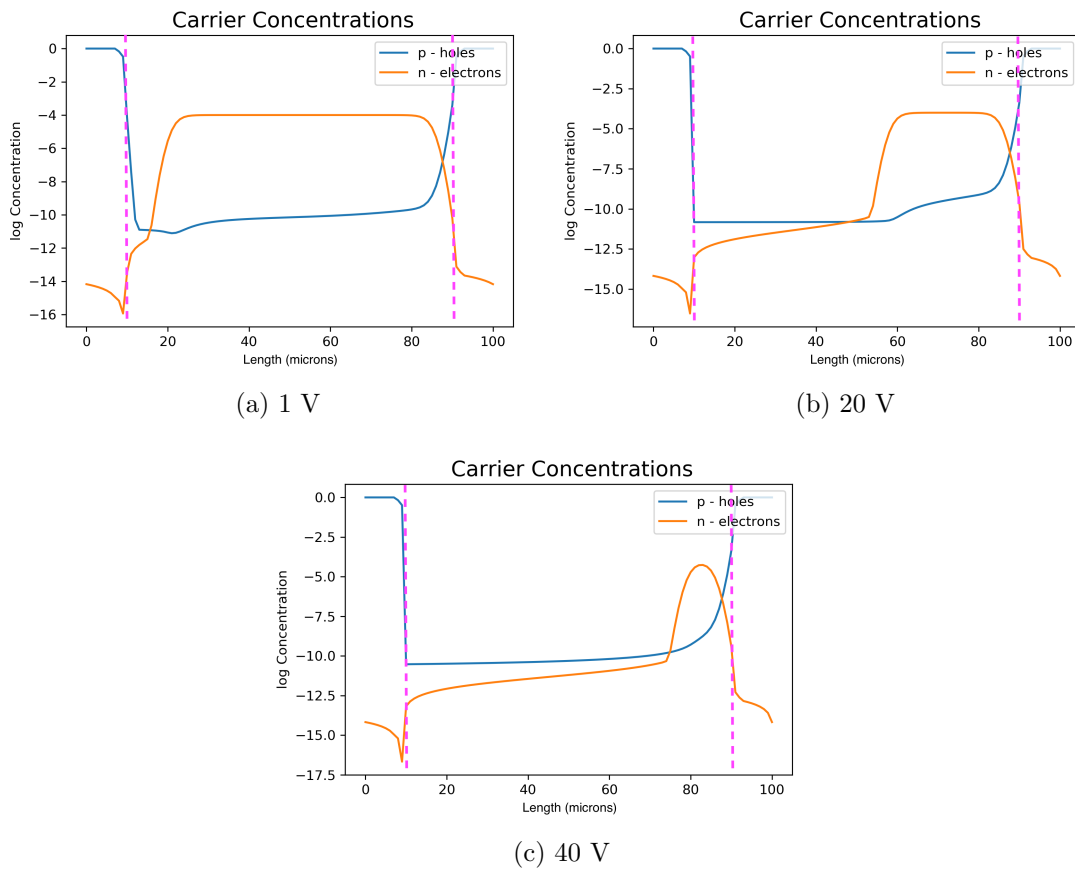 Carrier Concentrations
p - holes
n - electrons
0
−2
−4
−6
−8
−10
−12
−14
−16
log Concentration
0 20 40 60 80 100
Length (microns)
(a) 1 V
Carrier Concentrations
p - holes
n - electrons
0.0
−2.5
−5.0
−7.5
−10.0
−12.5
−15.0
log Concentration
0 20 40 60 80 100
Length (microns)
(b) 20 V
Carrier Concentrations
p - holes
n - electrons
0.0
−2.5
−5.0
−7.5
−10.0
−12.5
−15.0
−17.5
log Concentration
0 20 40 60 80 100
Length (microns)
(c) 40 V